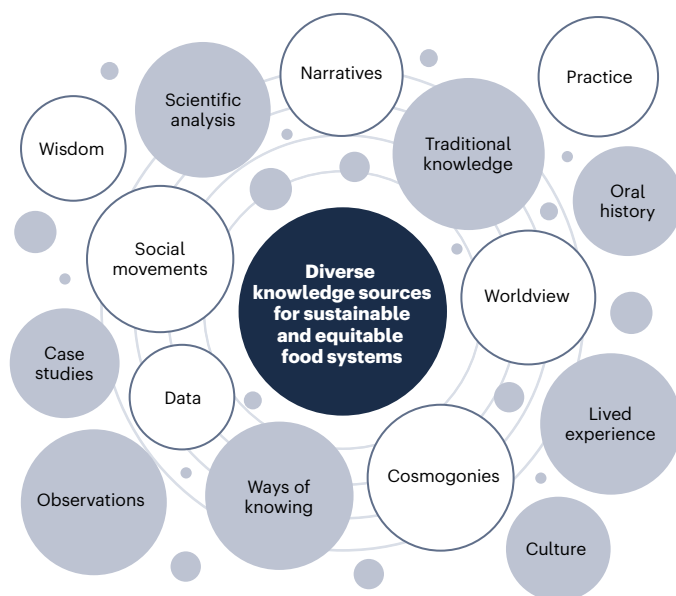 Narratives
Practice
Scientific
analysis
Wisdom
Traditional
knowledge
Oral
history
Social
movements
Diverse
knowledge sources
for sustainable
and equitable
food systems
Worldview
Case
studies
Data
Lived
experience
Observations
Ways of
knowing
Cosmogonies
Culture